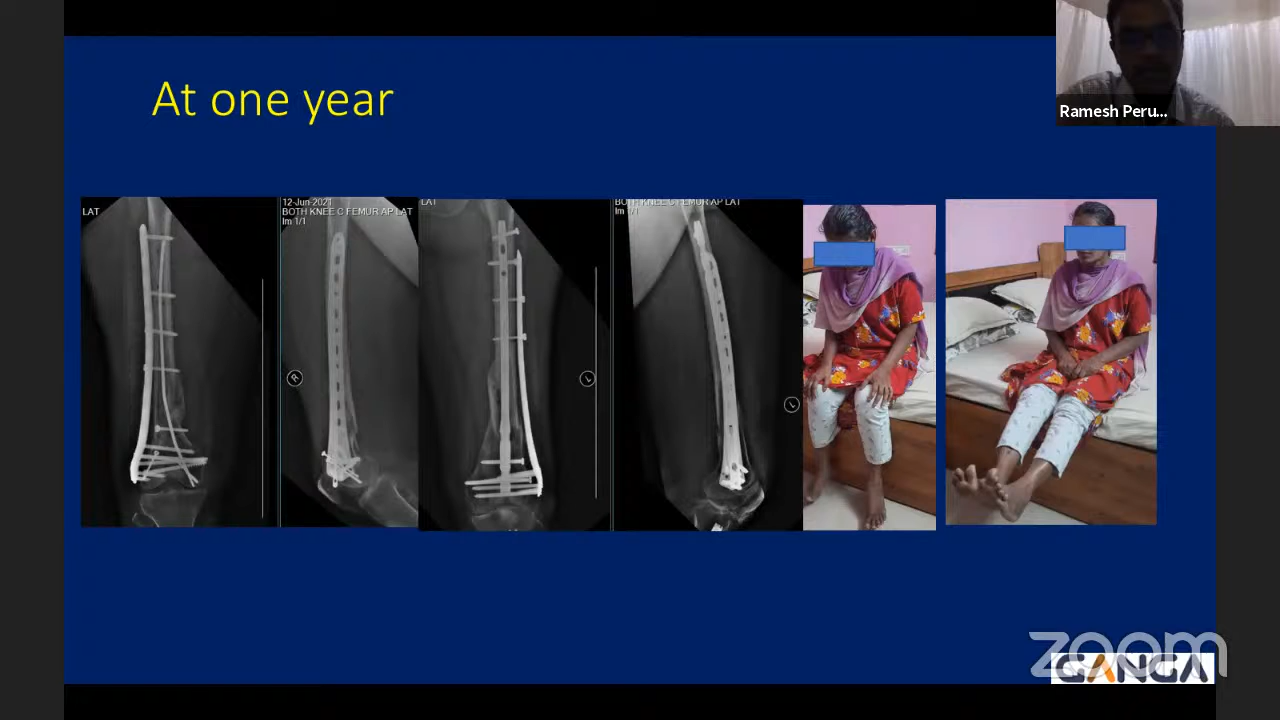 At one year
Ramesh Peru...
LAT
12-Jun-2021
BOTH KNEE C FEMUR AP LAT
Im 1/1
R
LAT
L
BOTH KNEE C FEMUR AP LAT
Im 1/1
L
zoom
GANGA